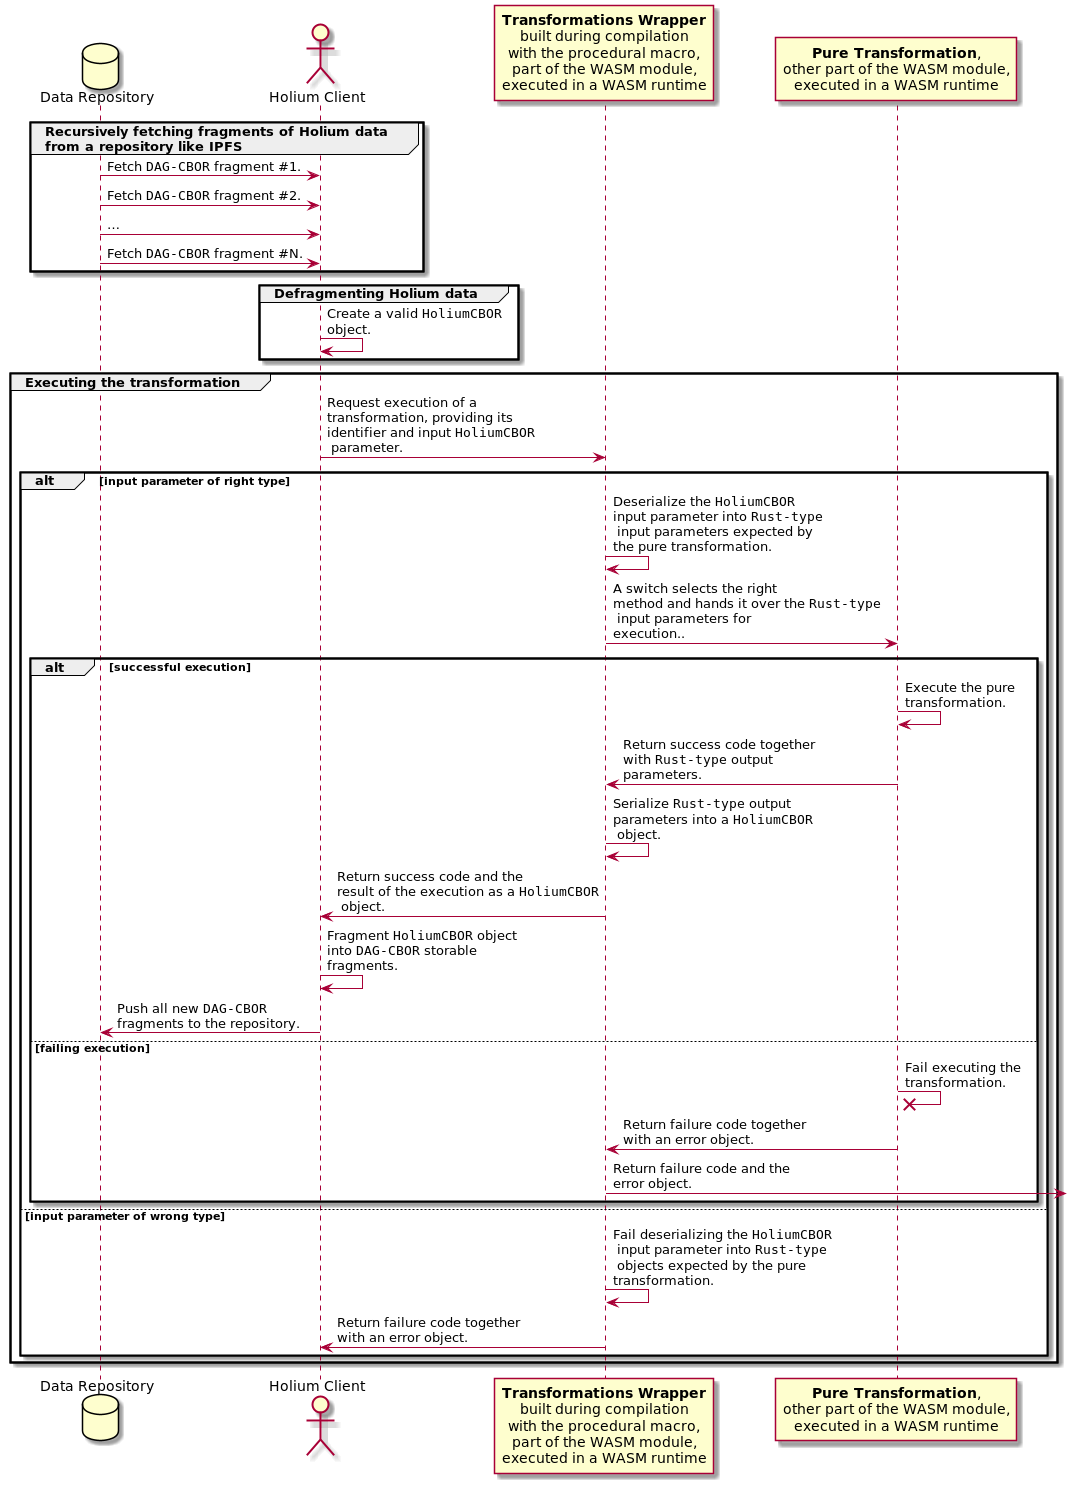 Transformations Wrapper
built during compilation
with the procedural macro,
part of the WASM module,
executed in a WASM runtime
Pure Transformation,
other part of the WASM module,
executed in a WASM runtime
Data Repository
Holium Client
Recursively fetching fragments of Holium data
from a repository like IPFS
Fetch DAG-CBOR fragment #1.
Fetch DAG-CBOR fragment #2.
...
Fetch DAG-CBOR fragment #N.
Defragmenting Holium data
Create a valid HoliumCBOR
object.
Executing the transformation
Request execution of a
transformation, providing its
identifier and input HoliumCBOR
parameter.
alt [input parameter of right type]
Deserialize the HoliumCBOR
input parameter into Rust-type
input parameters expected by
the pure transformation.
A switch selects the right
method and hands it over the Rust-type
input parameters for
execution..
alt [successful execution]
Execute the pure
transformation.
Return success code together
with Rust-type output
parameters.
Serialize Rust-type output
parameters into a HoliumCBOR
object.
Return success code and the
result of the execution as a HoliumCBOR
object.
Fragment HoliumCBOR object
into DAG-CBOR storable
fragments.
Push all new DAG-CBOR
fragments to the repository.
[failing execution]
Fail executing the
transformation.
Return failure code together
with an error object.
Return failure code and the
error object.
[input parameter of wrong type]
Fail deserializing the HoliumCBOR
input parameter into Rust-type
objects expected by the pure
transformation.
Return failure code together
with an error object.
Data Repository
Holium Client
Transformations Wrapper
built during compilation
with the procedural macro,
part of the WASM module,
executed in a WASM runtime
Pure Transformation,
other part of the WASM module,
executed in a WASM runtime